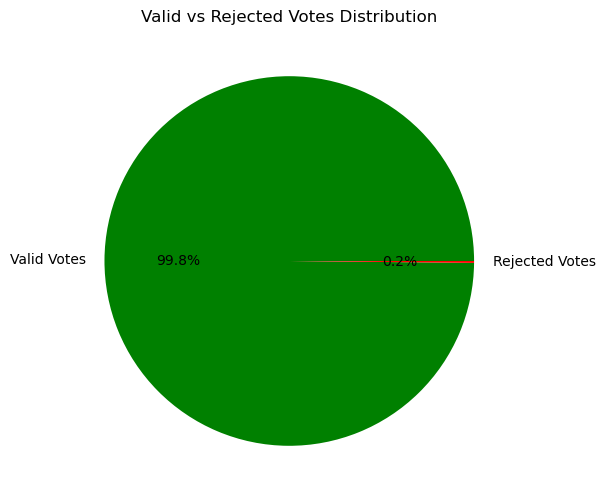 Valid vs Rejected Votes Distribution
Valid Votes
99.8%
0.2%
Rejected Votes